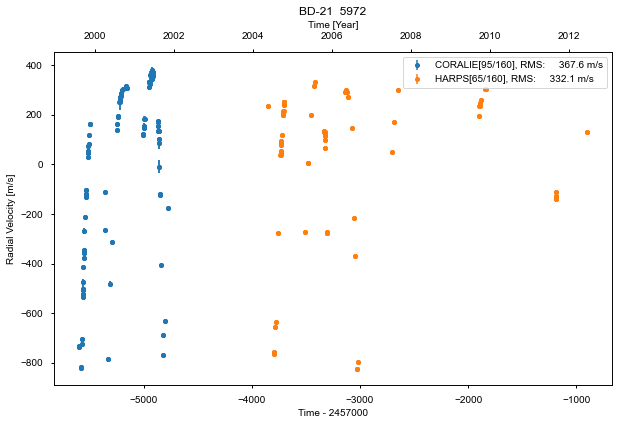 BD-21  5972
Time [Year]
2000 2002 2004 2006 2008 2010 2012
CORALIE[95/160], RMS: 367.6 m/s
HARPS[65/160], RMS: 332.1 m/s
Radial Velocity [m/s]
400
200
0
−200
−400
−600
−800
−5000 −4000 −3000 −2000 −1000
Time - 2457000